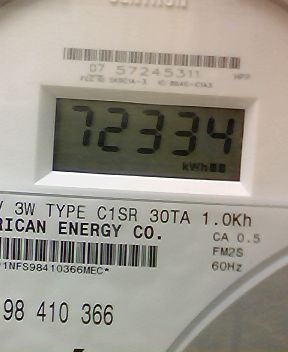 07 57245311
72334
kWh
V 3W TYPE C1SR 30TA 1.0Kh
RICAN ENERGY CO.
CA 0.5
FM2S
60Hz
1NFS98410366MEC*
98 410 366